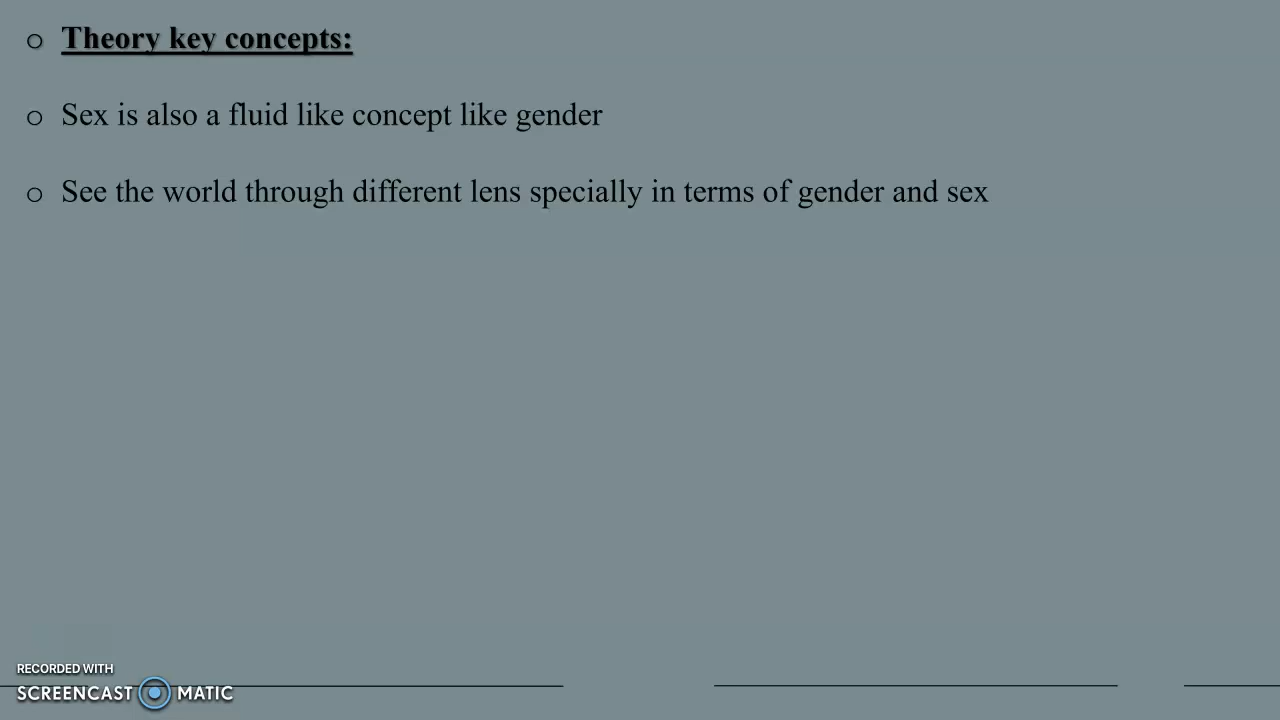 Theory key concepts:
Sex is also a fluid like concept like gender
See the world through different lens specially in terms of gender and sex
RECORDED WITH
SCREENCAST MATIC